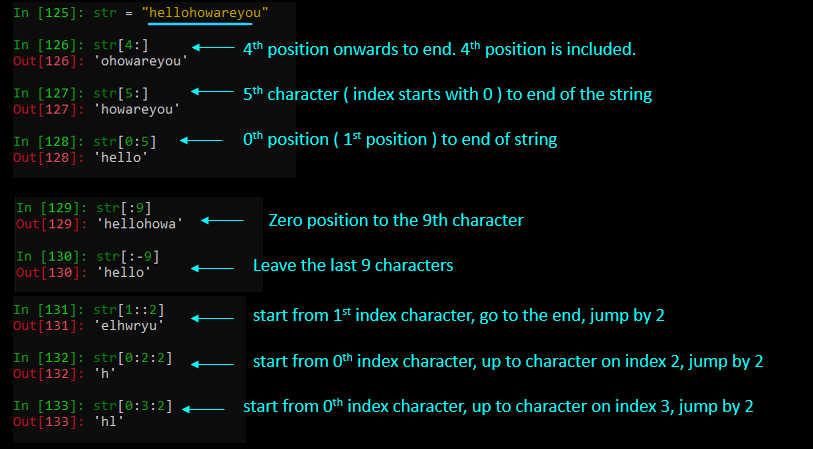 In [125]: str = "hellohowareyou"
In [126]: str[4:]
Out[126]: 'ohowareyou'
4th position onwards to end. 4th position is included.
In [127]: str[5:]
Out[127]: 'howareyou'
5th character ( index starts with 0 ) to end of the string
In [128]: str[0:5]
Out[128]: 'hello'
0th position ( 1st position ) to end of string
In [129]: str[:9]
Out[129]: 'hellohowa'
Zero position to the 9th character
In [130]: str[:-9]
Out[130]: 'hello'
Leave the last 9 characters
In [131]: str[1::2]
Out[131]: 'elhwryu'
start from 1st index character, go to the end, jump by 2
In [132]: str[0:2:2]
Out[132]: 'h'
start from 0th index character, up to character on index 2, jump by 2
In [133]: str[0:3:2]
Out[133]: 'hl'
start from 0th index character, up to character on index 3, jump by 2